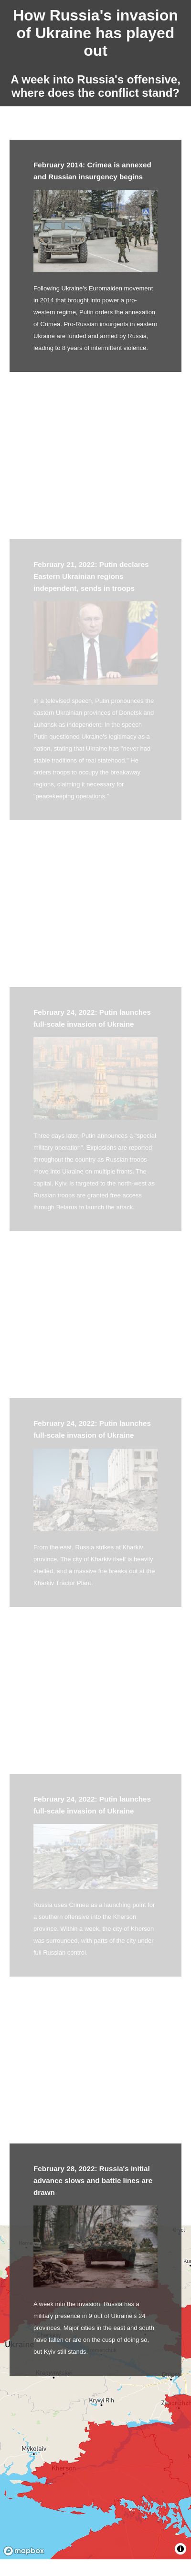 How Russia's invasion
of Ukraine has played
out
A week into Russia's offensive,
where does the conflict stand?
February 2014: Crimea is annexed
and Russian insurgency begins
Following Ukraine's Euromaiden movement
in 2014 that brought into power a pro-
western regime, Putin orders the annexation
of Crimea. Pro-Russian insurgents in eastern
Ukraine are funded and armed by Russia,
leading to 8 years of intermittent violence.
February 21, 2022: Putin declares
Eastern Ukrainian regions
independent, sends in troops
In a televised speech, Putin pronounces the
eastern Ukrainian provinces of Donetsk and
Luhansk as independent. In the speech
Putin questioned Ukraine's legitimacy as a
nation, stating that Ukraine has "never had
stable traditions of real statehood." He
orders troops to occupy the breakaway
regions, claiming it necessary for
"peacekeeping operations."
February 24, 2022: Putin launches
full-scale invasion of Ukraine
Three days later, Putin announces a "special
military operation". Explosions are reported
throughout the country as Russian troops
move into Ukraine on multiple fronts. The
capital, Kyiv, is targeted to the north-west as
Russian troops are granted free access
through Belarus to launch the attack.
February 24, 2022: Putin launches
full-scale invasion of Ukraine
From the east, Russia strikes at Kharkiv
province. The city of Kharkiv itself is heavily
shelled, and a massive fire breaks out at the
Kharkiv Tractor Plant.
February 24, 2022: Putin launches
full-scale invasion of Ukraine
Russia uses Crimea as a launching point for
a southern offensive into the Kherson
province. Within a week, the city of Kherson
was surrounded, with parts of the city under
full Russian control.
February 28, 2022: Russia's initial
advance slows and battle lines are
drawn
A week into the invasion, Russia has a
military presence in 9 out of Ukraine's 24
provinces. Major cities in the east and south
have fallen or are on the cusp of doing so,
but Kyiv still stands.
Kryvyi Rih
Mykolaiv
Kherson
mapbox